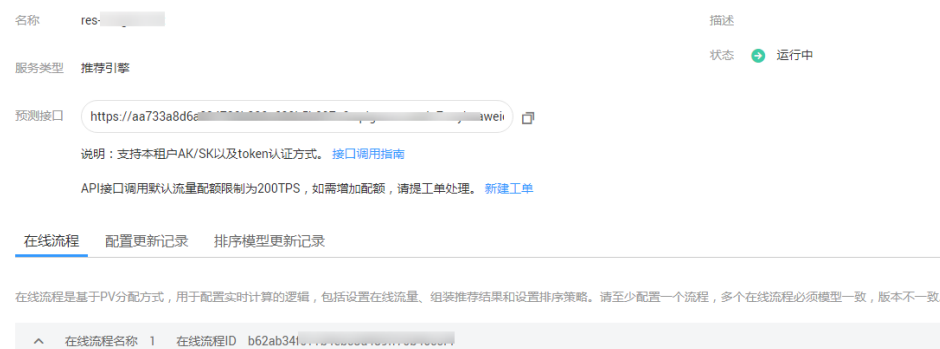 名称 res-
描述
状态 运行中
服务类型 推荐引擎
预测接口 https://aa733a8d6a
说明：支持本租户AK/SK以及token认证方式。 接口调用指南
API接口调用默认流量配额限制为200TPS，如需增加配额，请提工单处理。 新建工单
在线流程 配置更新记录 排序模型更新记录
在线流程是基于PV分配方式，用于配置实时计算的逻辑，包括设置在线流量、组装推荐结果和设置排序策略。请至少配置一个流程，多个在线流程必须模型一致，版本不一致
在线流程名称 1 在线流程ID b62ab34f